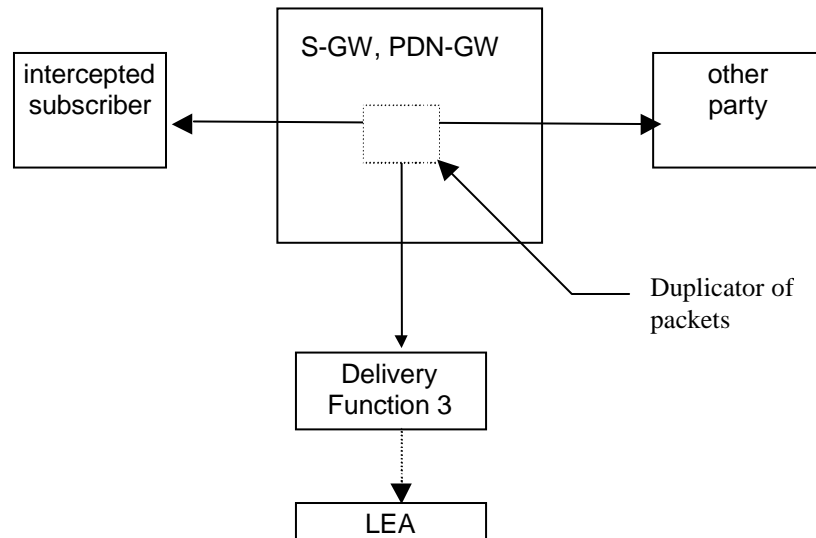 S-GW, PDN-GW
intercepted
subscriber
other
party
Duplicator of
packets
Delivery
Function 3
LEA